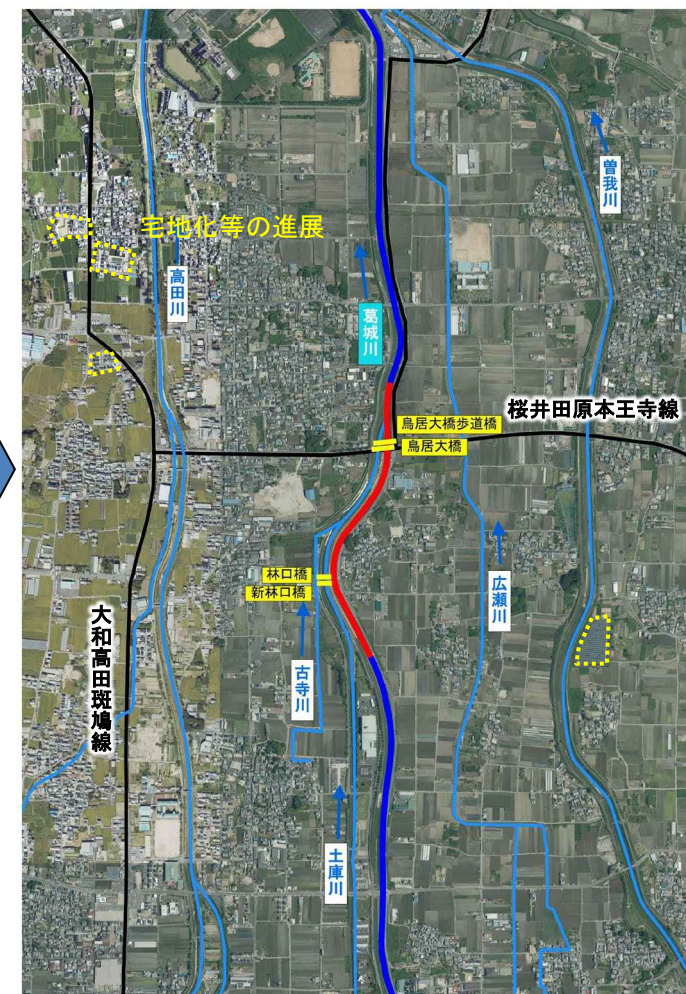 曽我川
宅地化等の進展
高田川
葛城川
桜井田原本王寺線
鳥居大橋歩道橋
鳥居大橋
林口橋
新林口橋
広瀬川
大和高田斑鳩線
古寺川
土庫川